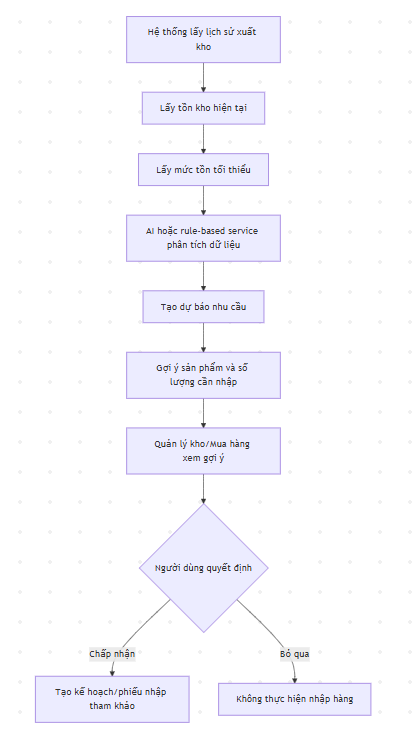 Hệ thống lấy lịch sử xuất
kho
Lấy tồn kho hiện tại
Lấy mức tồn tối thiểu
AI hoặc rule-based service
phân tích dữ liệu
Tạo dự báo nhu cầu
Gợi ý sản phẩm và số
lượng cần nhập
Quản lý kho/Mua hàng
xem gợi ý
Người dùng quyết định
Chấp nhận
Bỏ qua
Tạo kế hoạch/phiếu nhập
tham khảo
Không thực hiện nhập hàng